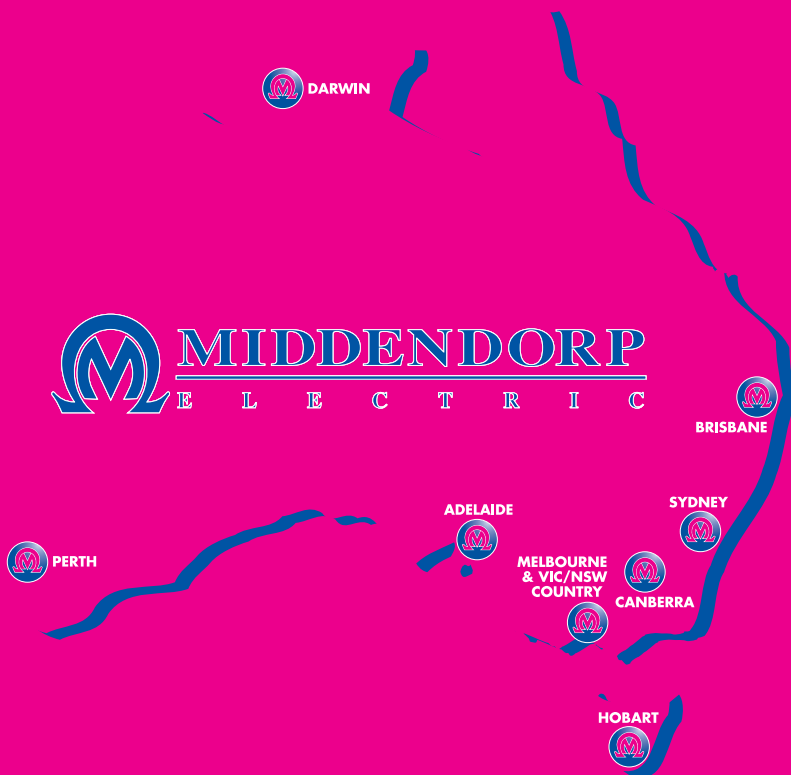 DARWIN
MIDDENDORP
ELECTRIC
BRISBANE
SYDNEY
ADELAIDE
PERTH
MELBOURNE
& VIC/NSW
COUNTRY
CANBERRA
HOBART